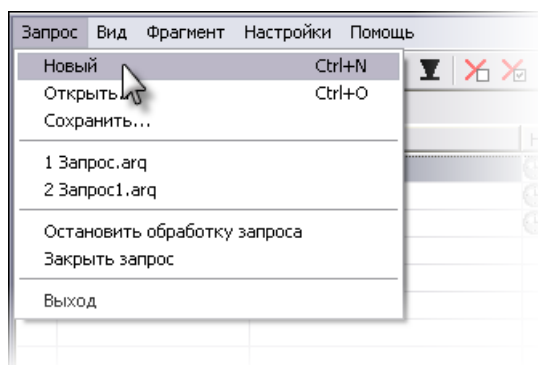 Запрос Вид Фрагмент Настройки Помощь
Новый Ctrl+N
Открыть... Ctrl+O
Сохранить...
1 Запрос.arq
2 Запрос1.arq
Остановить обработку запроса
Закрыть запрос
Выход